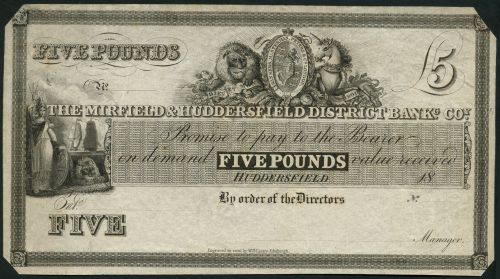 FIVE POUNDS
£5
No.
THE MIRFIELD & HUDDERSFIELD DISTRICT BANKG. COY.
Promise to pay to the Bearer
on demand FIVE POUNDS value received
HUDDERSFIELD 18
By order of the Directors No.
FIVE
Manager.